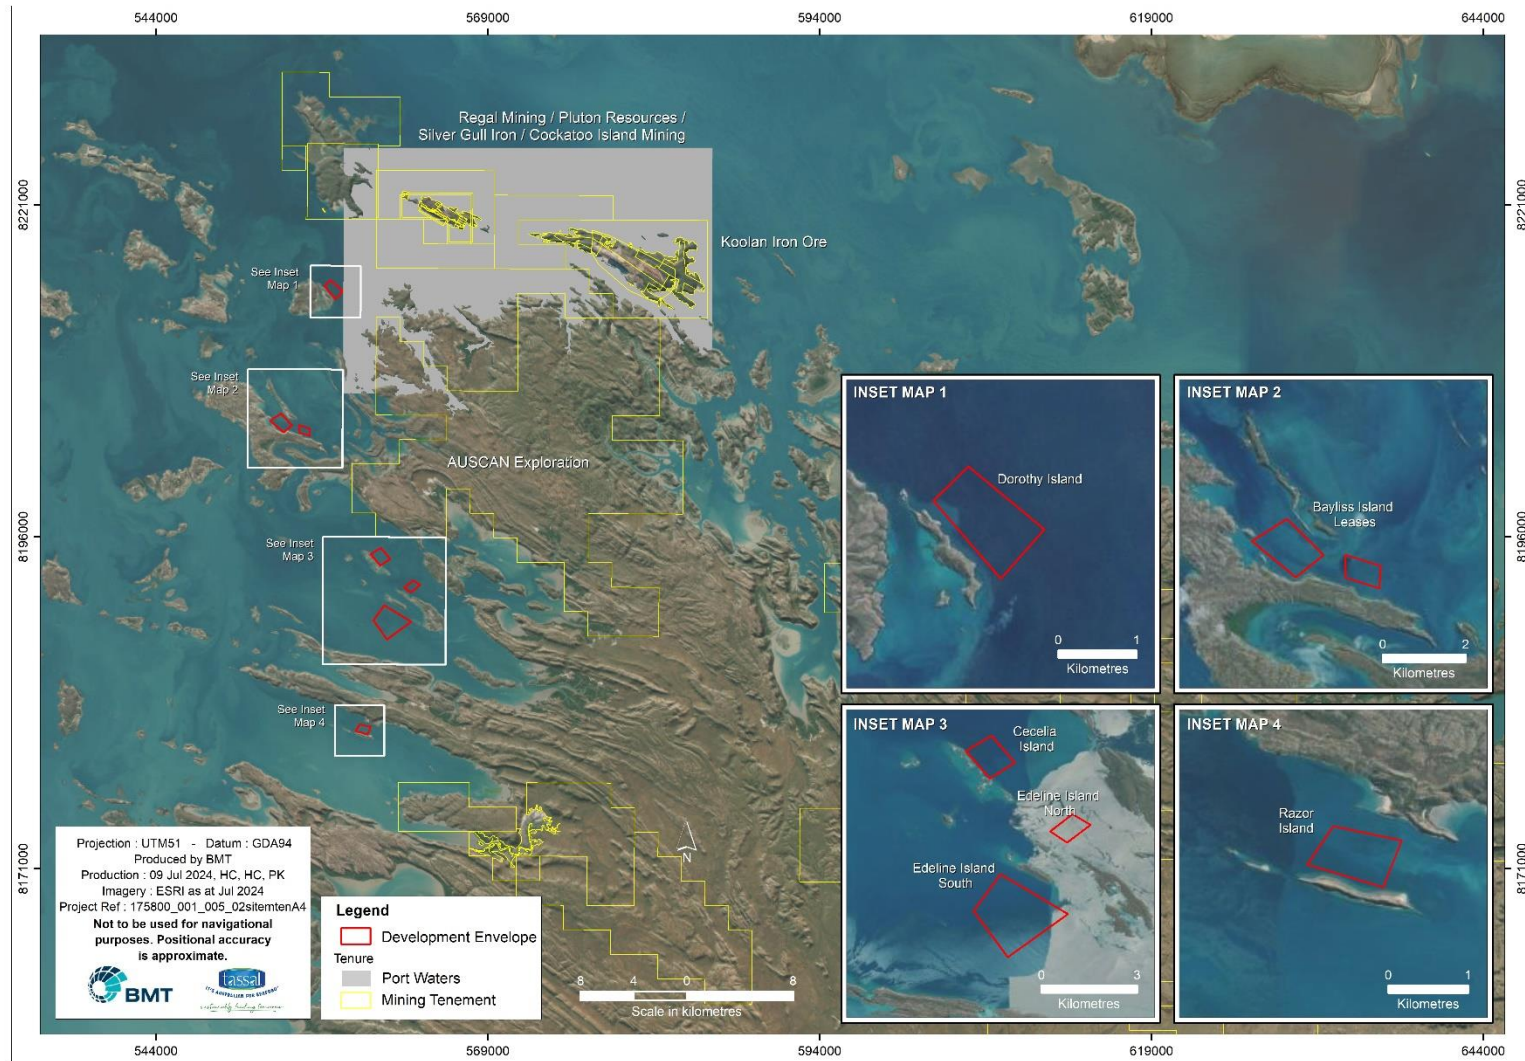 544000
569000
594000
619000
644000
8221000
8221000
8196000
8196000
8171000
8171000
Regal Mining / Pluton Resources /
Silver Gull Iron / Cockatoo Island Mining
Koolan Iron Ore
See Inset
Map 1
See Inset
Map 2
AUSCAN Exploration
See Inset
Map 3
See Inset
Map 4
INSET MAP 1
Dorothy Island
0 1
Kilometres
INSET MAP 2
Bayliss Island
Leases
0 2
Kilometres
INSET MAP 3
Cecelia
Island
Edeline Island
North
Edeline Island
South
0 3
Kilometres
INSET MAP 4
Razor
Island
0 1
Kilometres
N
Projection : UTM51 - Datum : GDA94
Produced by BMT
Production : 09 Jul 2024, HC, HC, PK
Imagery : ESRI as at Jul 2024
Project Ref : 175800_001_005_02sitemtenA4
Not to be used for navigational
purposes. Positional accuracy
is approximate.
BMT
tassal
Legend
Development Envelope
Tenure
Port Waters
Mining Tenement
8 4 0 8
Scale in kilometres
544000
569000
594000
619000
644000